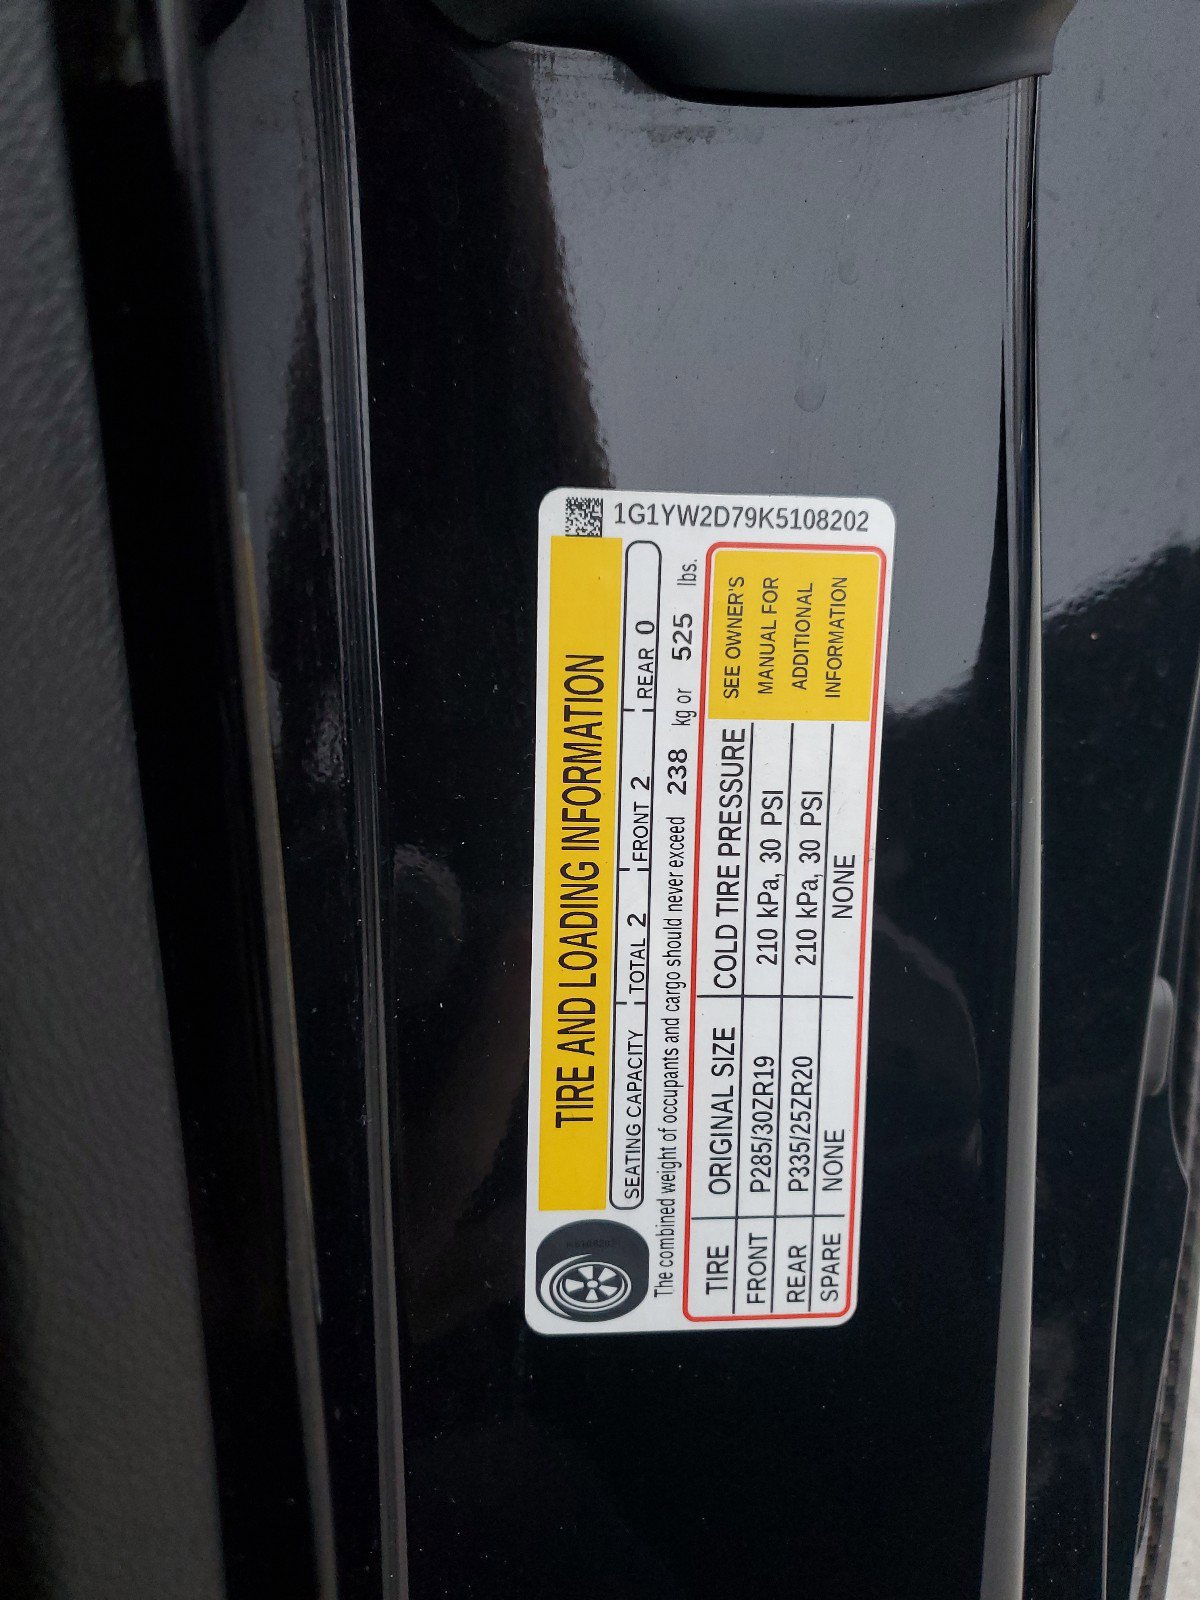 1G1YW2D79K5108202
TIRE AND LOADING INFORMATION
SEATING CAPACITY TOTAL 2 FRONT 2 REAR 0
The combined weight of occupants and cargo should never exceed 238 kg or 525 lbs.
TIRE ORIGINAL SIZE COLD TIRE PRESSURE
FRONT P285/30ZR19 210 kPa, 30 PSI
REAR P335/25ZR20 210 kPa, 30 PSI
SPARE NONE NONE
SEE OWNER'S
MANUAL FOR
ADDITIONAL
INFORMATION